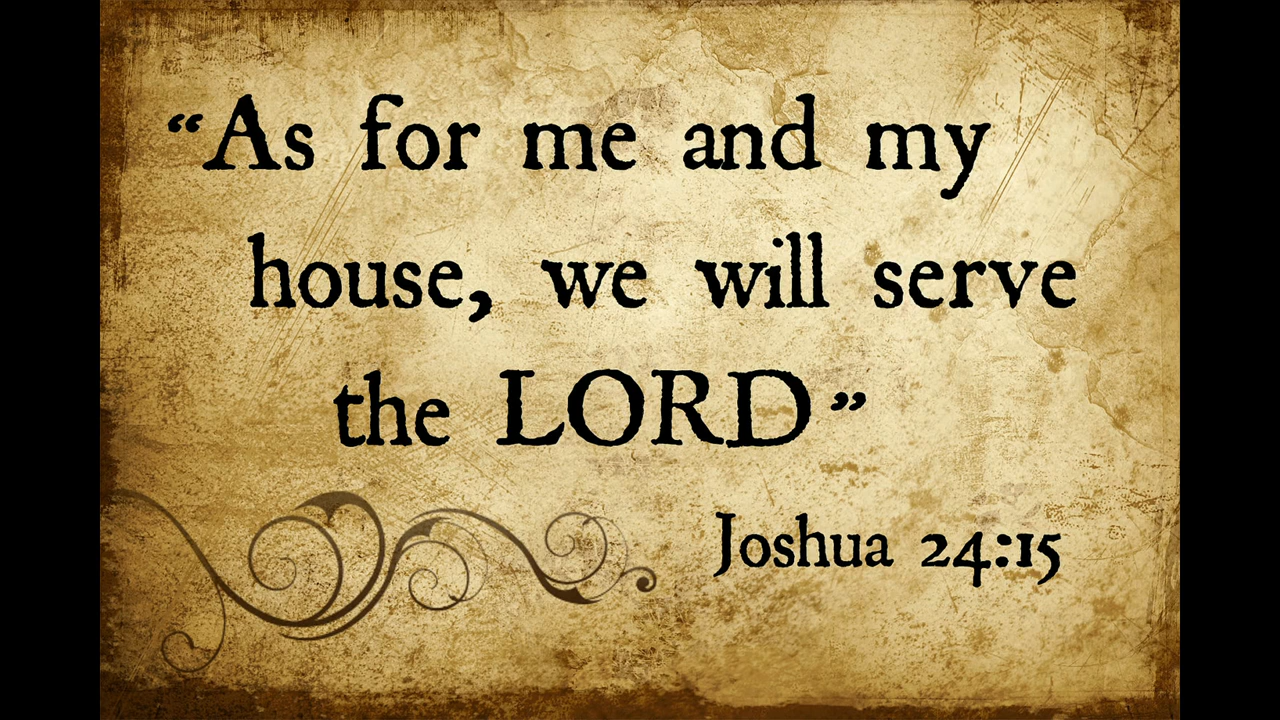 “As for me and my
house, we will serve
the LORD”
Joshua 24:15